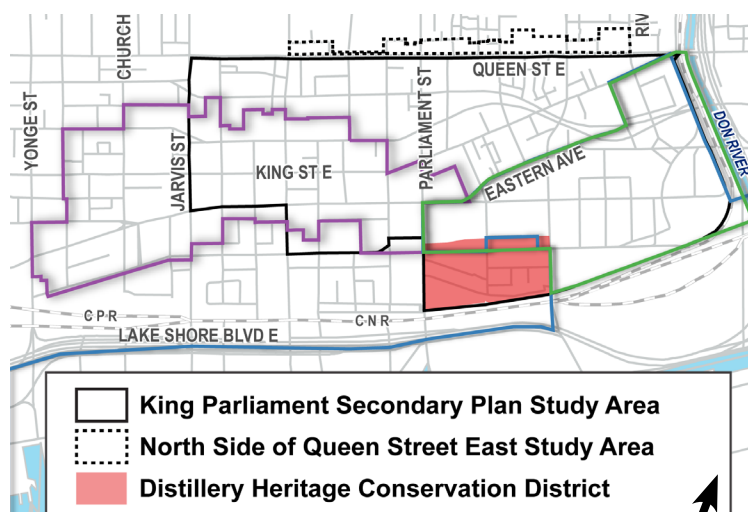 CHURCH
RIV
YONGE ST
PARLIAMENT ST
QUEEN ST E
DON RIVER
JARVIS ST
KING ST E
EASTERN AVE
CPR
CNR
LAKE SHORE BLVD E
King Parliament Secondary Plan Study Area
North Side of Queen Street East Study Area
Distillery Heritage Conservation District